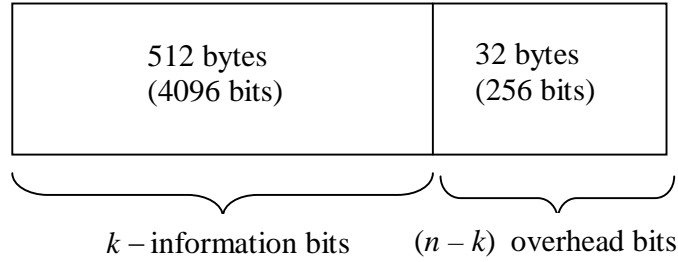 512 bytes
(4096 bits)
32 bytes
(256 bits)
k – information bits
(n – k) overhead bits